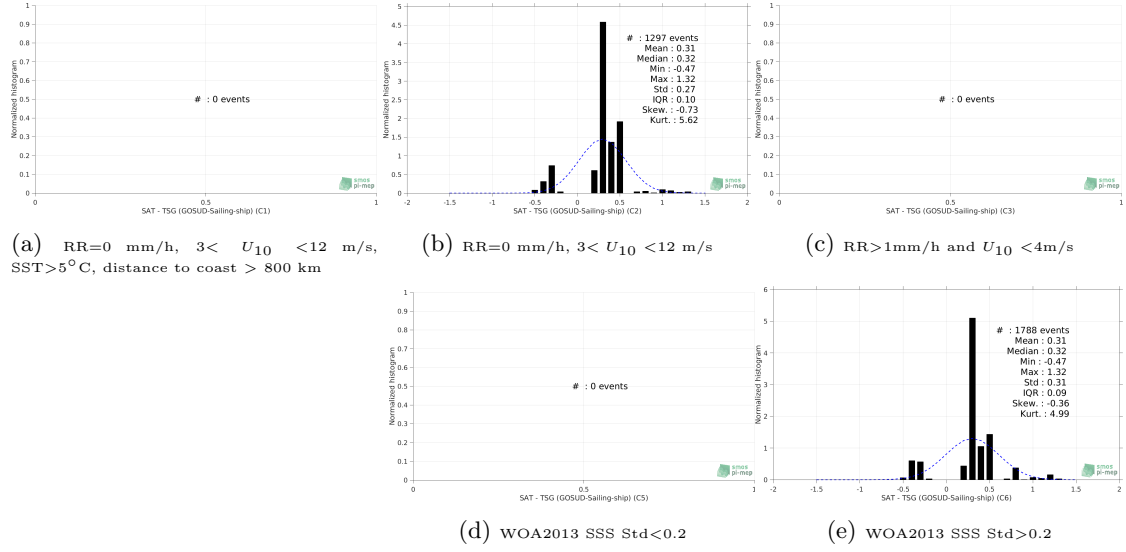 1
0.9
0.8
0.7
0.6
0.5
0.4
0.3
0.2
0.1
0
Normalized histogram
# : 0 events
smos
pi-mep
0 0.5 1
SAT - TSG (GOSUD-Sailing-ship) (C1)
(a) RR=0 mm/h, 3< U10 <12 m/s,
SST>5°C, distance to coast > 800 km
5
4.5
4
3.5
3
2.5
2
1.5
1
0.5
0
Normalized histogram
# : 1297 events
Mean : 0.31
Median : 0.32
Min : -0.47
Max : 1.32
Std : 0.27
IQR : 0.10
Skew. : -0.73
Kurt. : 5.62
smos
pi-mep
-2 -1.5 -1 -0.5 0 0.5 1 1.5 2
SAT - TSG (GOSUD-Sailing-ship) (C2)
(b) RR=0 mm/h, 3< U10 <12 m/s
1
0.9
0.8
0.7
0.6
0.5
0.4
0.3
0.2
0.1
0
Normalized histogram
# : 0 events
smos
pi-mep
0 0.5 1
SAT - TSG (GOSUD-Sailing-ship) (C3)
(c) RR>1mm/h and U10 <4m/s
1
0.9
0.8
0.7
0.6
0.5
0.4
0.3
0.2
0.1
0
Normalized histogram
# : 0 events
smos
pi-mep
0 0.5 1
SAT - TSG (GOSUD-Sailing-ship) (C5)
(d) WOA2013 SSS Std<0.2
6
5
4
3
2
1
0
Normalized histogram
# : 1788 events
Mean : 0.31
Median : 0.32
Min : -0.47
Max : 1.32
Std : 0.31
IQR : 0.09
Skew. : -0.36
Kurt. : 4.99
smos
pi-mep
-2 -1.5 -1 -0.5 0 0.5 1 1.5 2
SAT - TSG (GOSUD-Sailing-ship) (C6)
(e) WOA2013 SSS Std>0.2